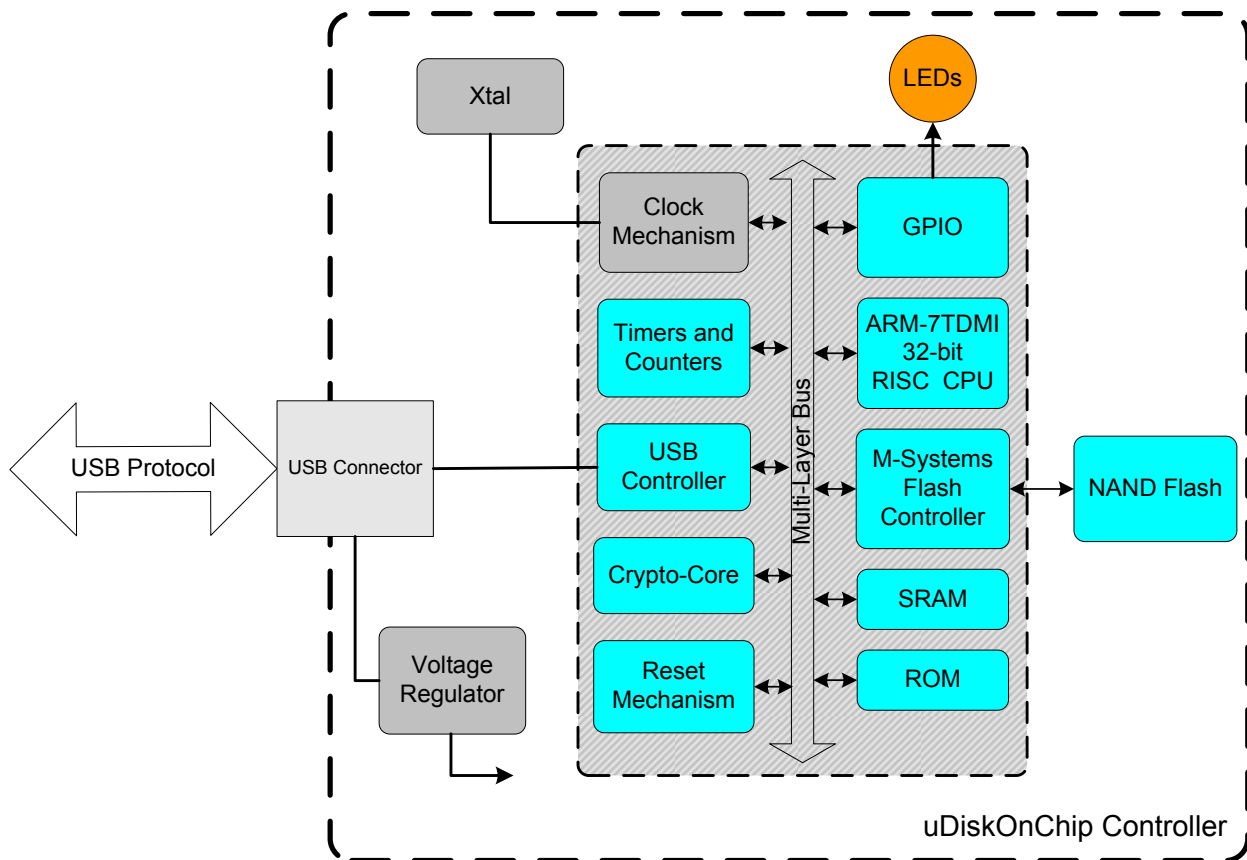 LEDs
Xtal
Clock
Mechanism
GPIO
Timers and
Counters
ARM-7TDMI
32-bit
RISC CPU
Multi-Layer Bus
USB Protocol
USB Connector
USB
Controller
M-Systems
Flash
Controller
NAND Flash
Crypto-Core
SRAM
Voltage
Regulator
Reset
Mechanism
ROM
uDiskOnChip Controller